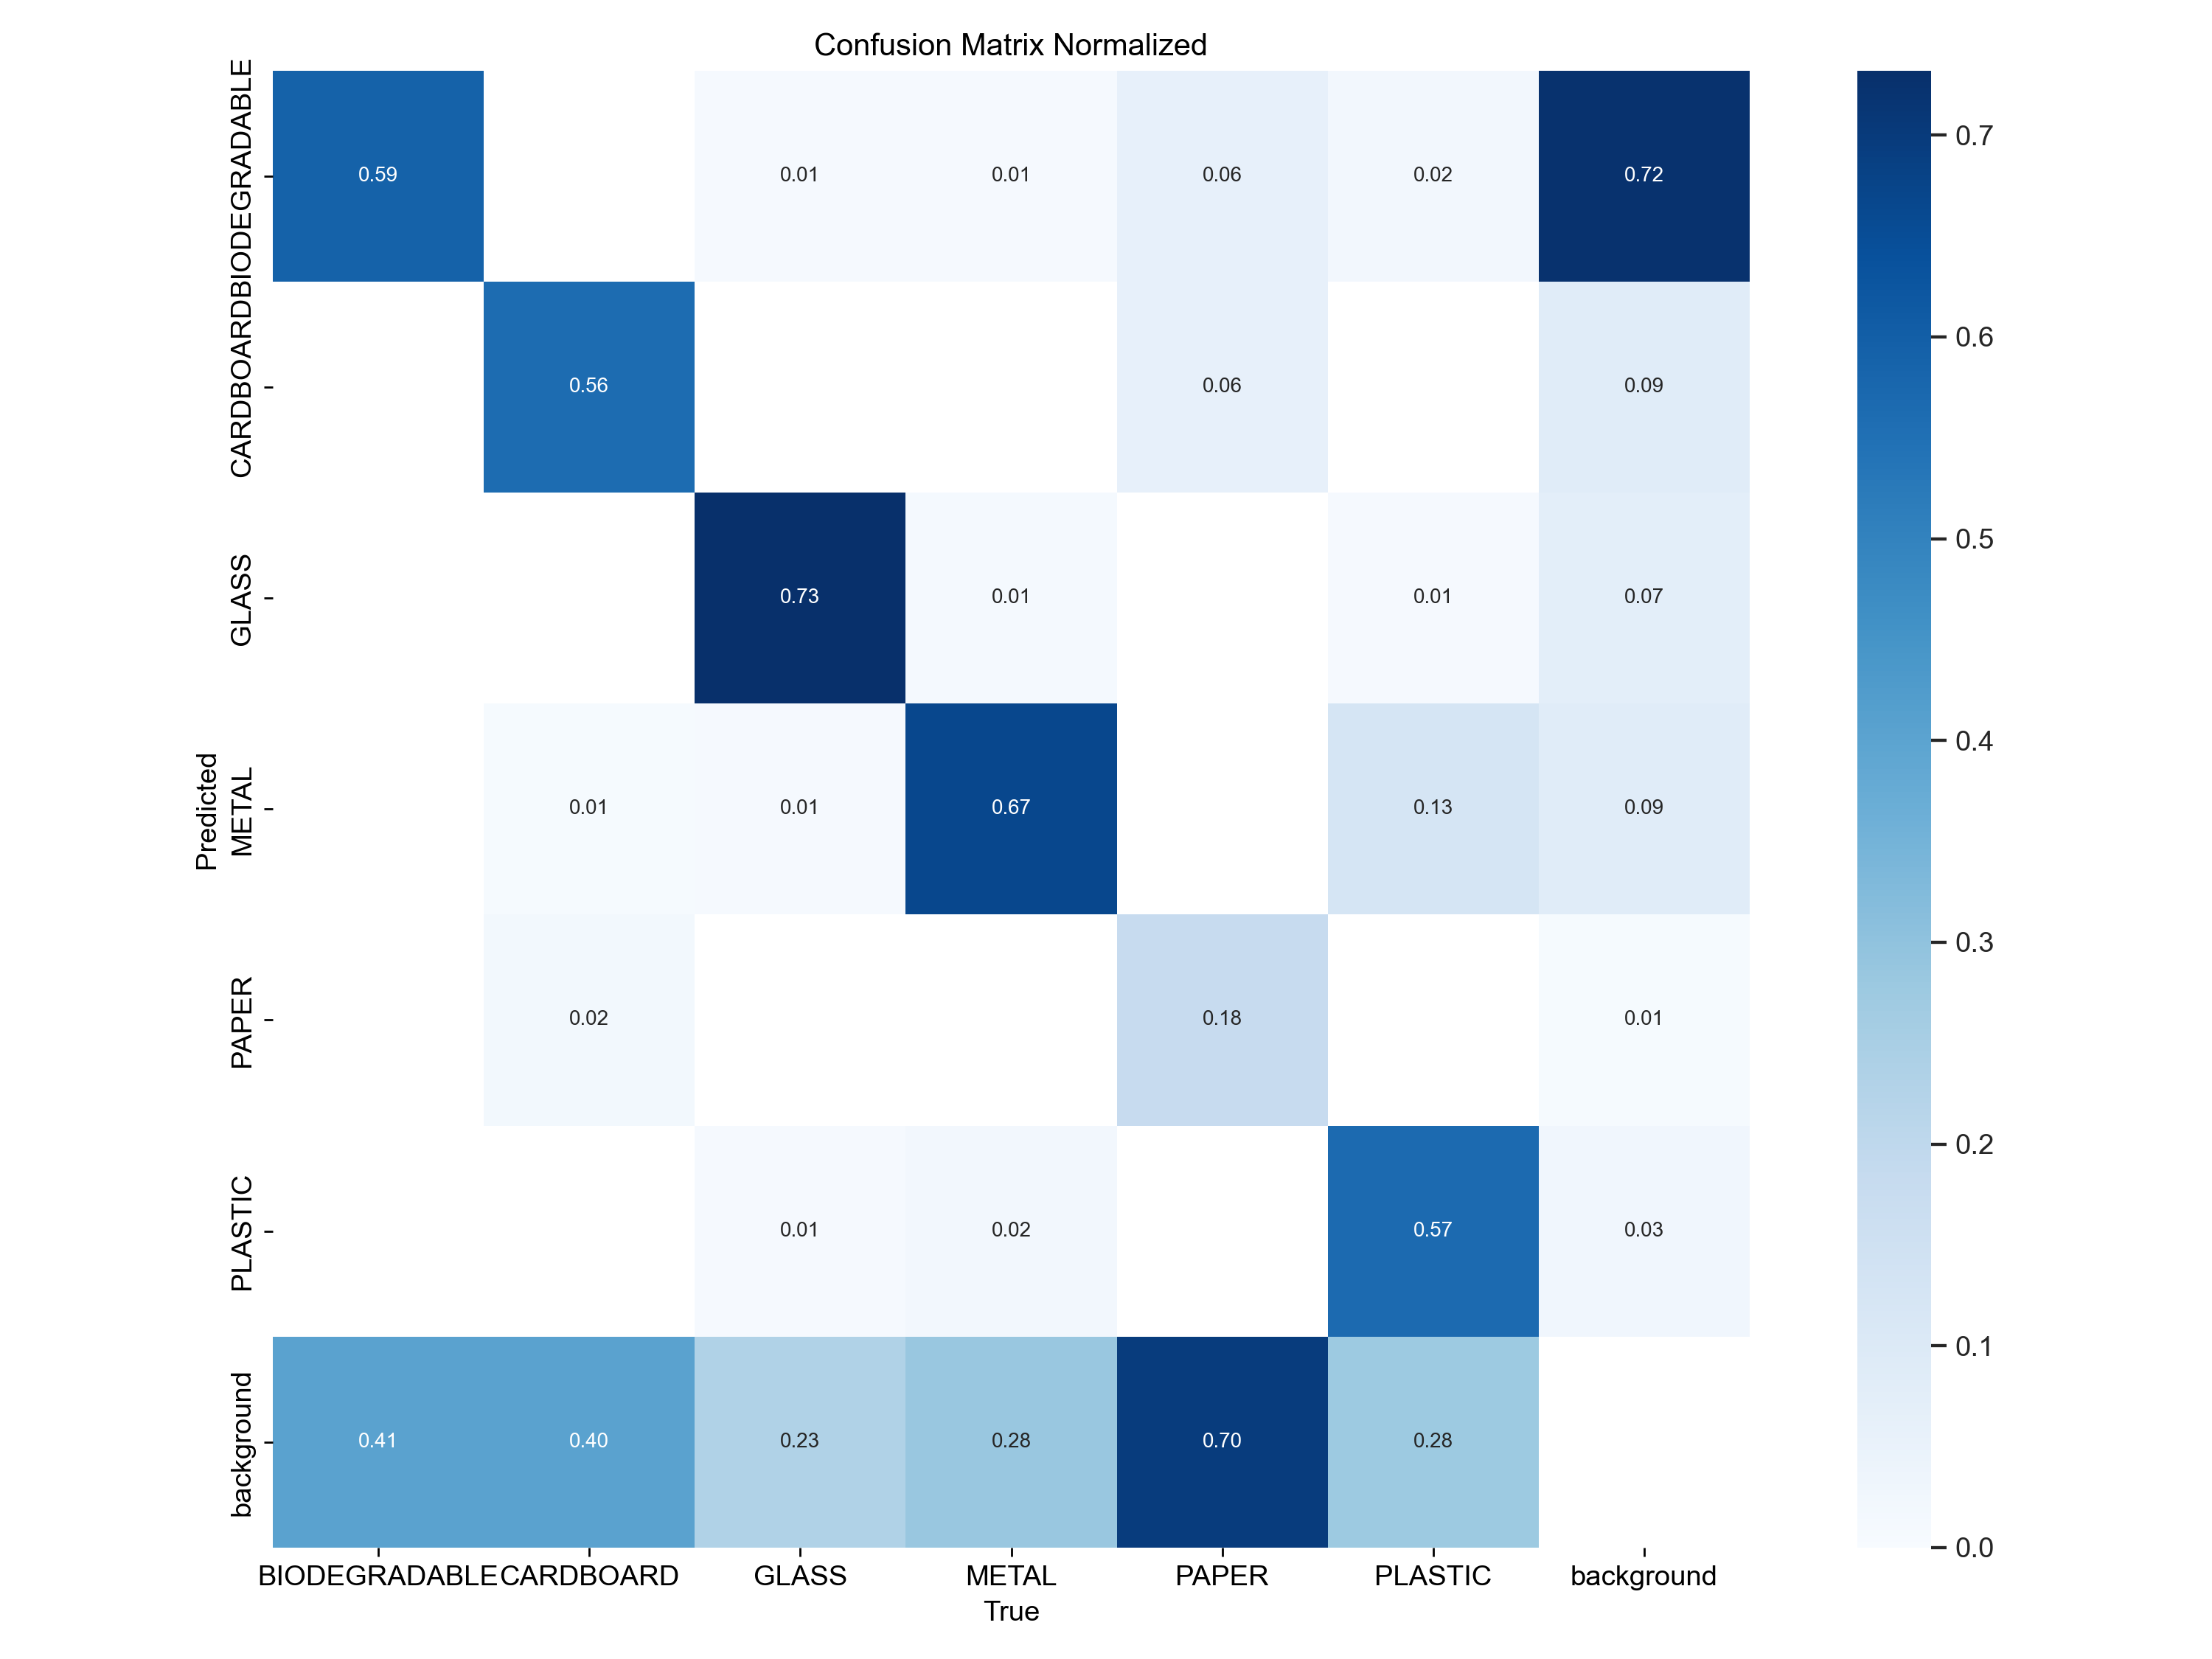 Confusion Matrix Normalized
Predicted
BIODEGRADABLE
0.59 0.01 0.01 0.06 0.02 0.72
CARDBOARD
0.56 0.06 0.09
GLASS
0.73 0.01 0.01 0.07
METAL
0.01 0.01 0.67 0.13 0.09
PAPER
0.02 0.18 0.01
PLASTIC
0.01 0.02 0.57 0.03
background
0.41 0.40 0.23 0.28 0.70 0.28
BIODEGRADABLE CARDBOARD GLASS METAL PAPER PLASTIC background
True
0.7
0.6
0.5
0.4
0.3
0.2
0.1
0.0